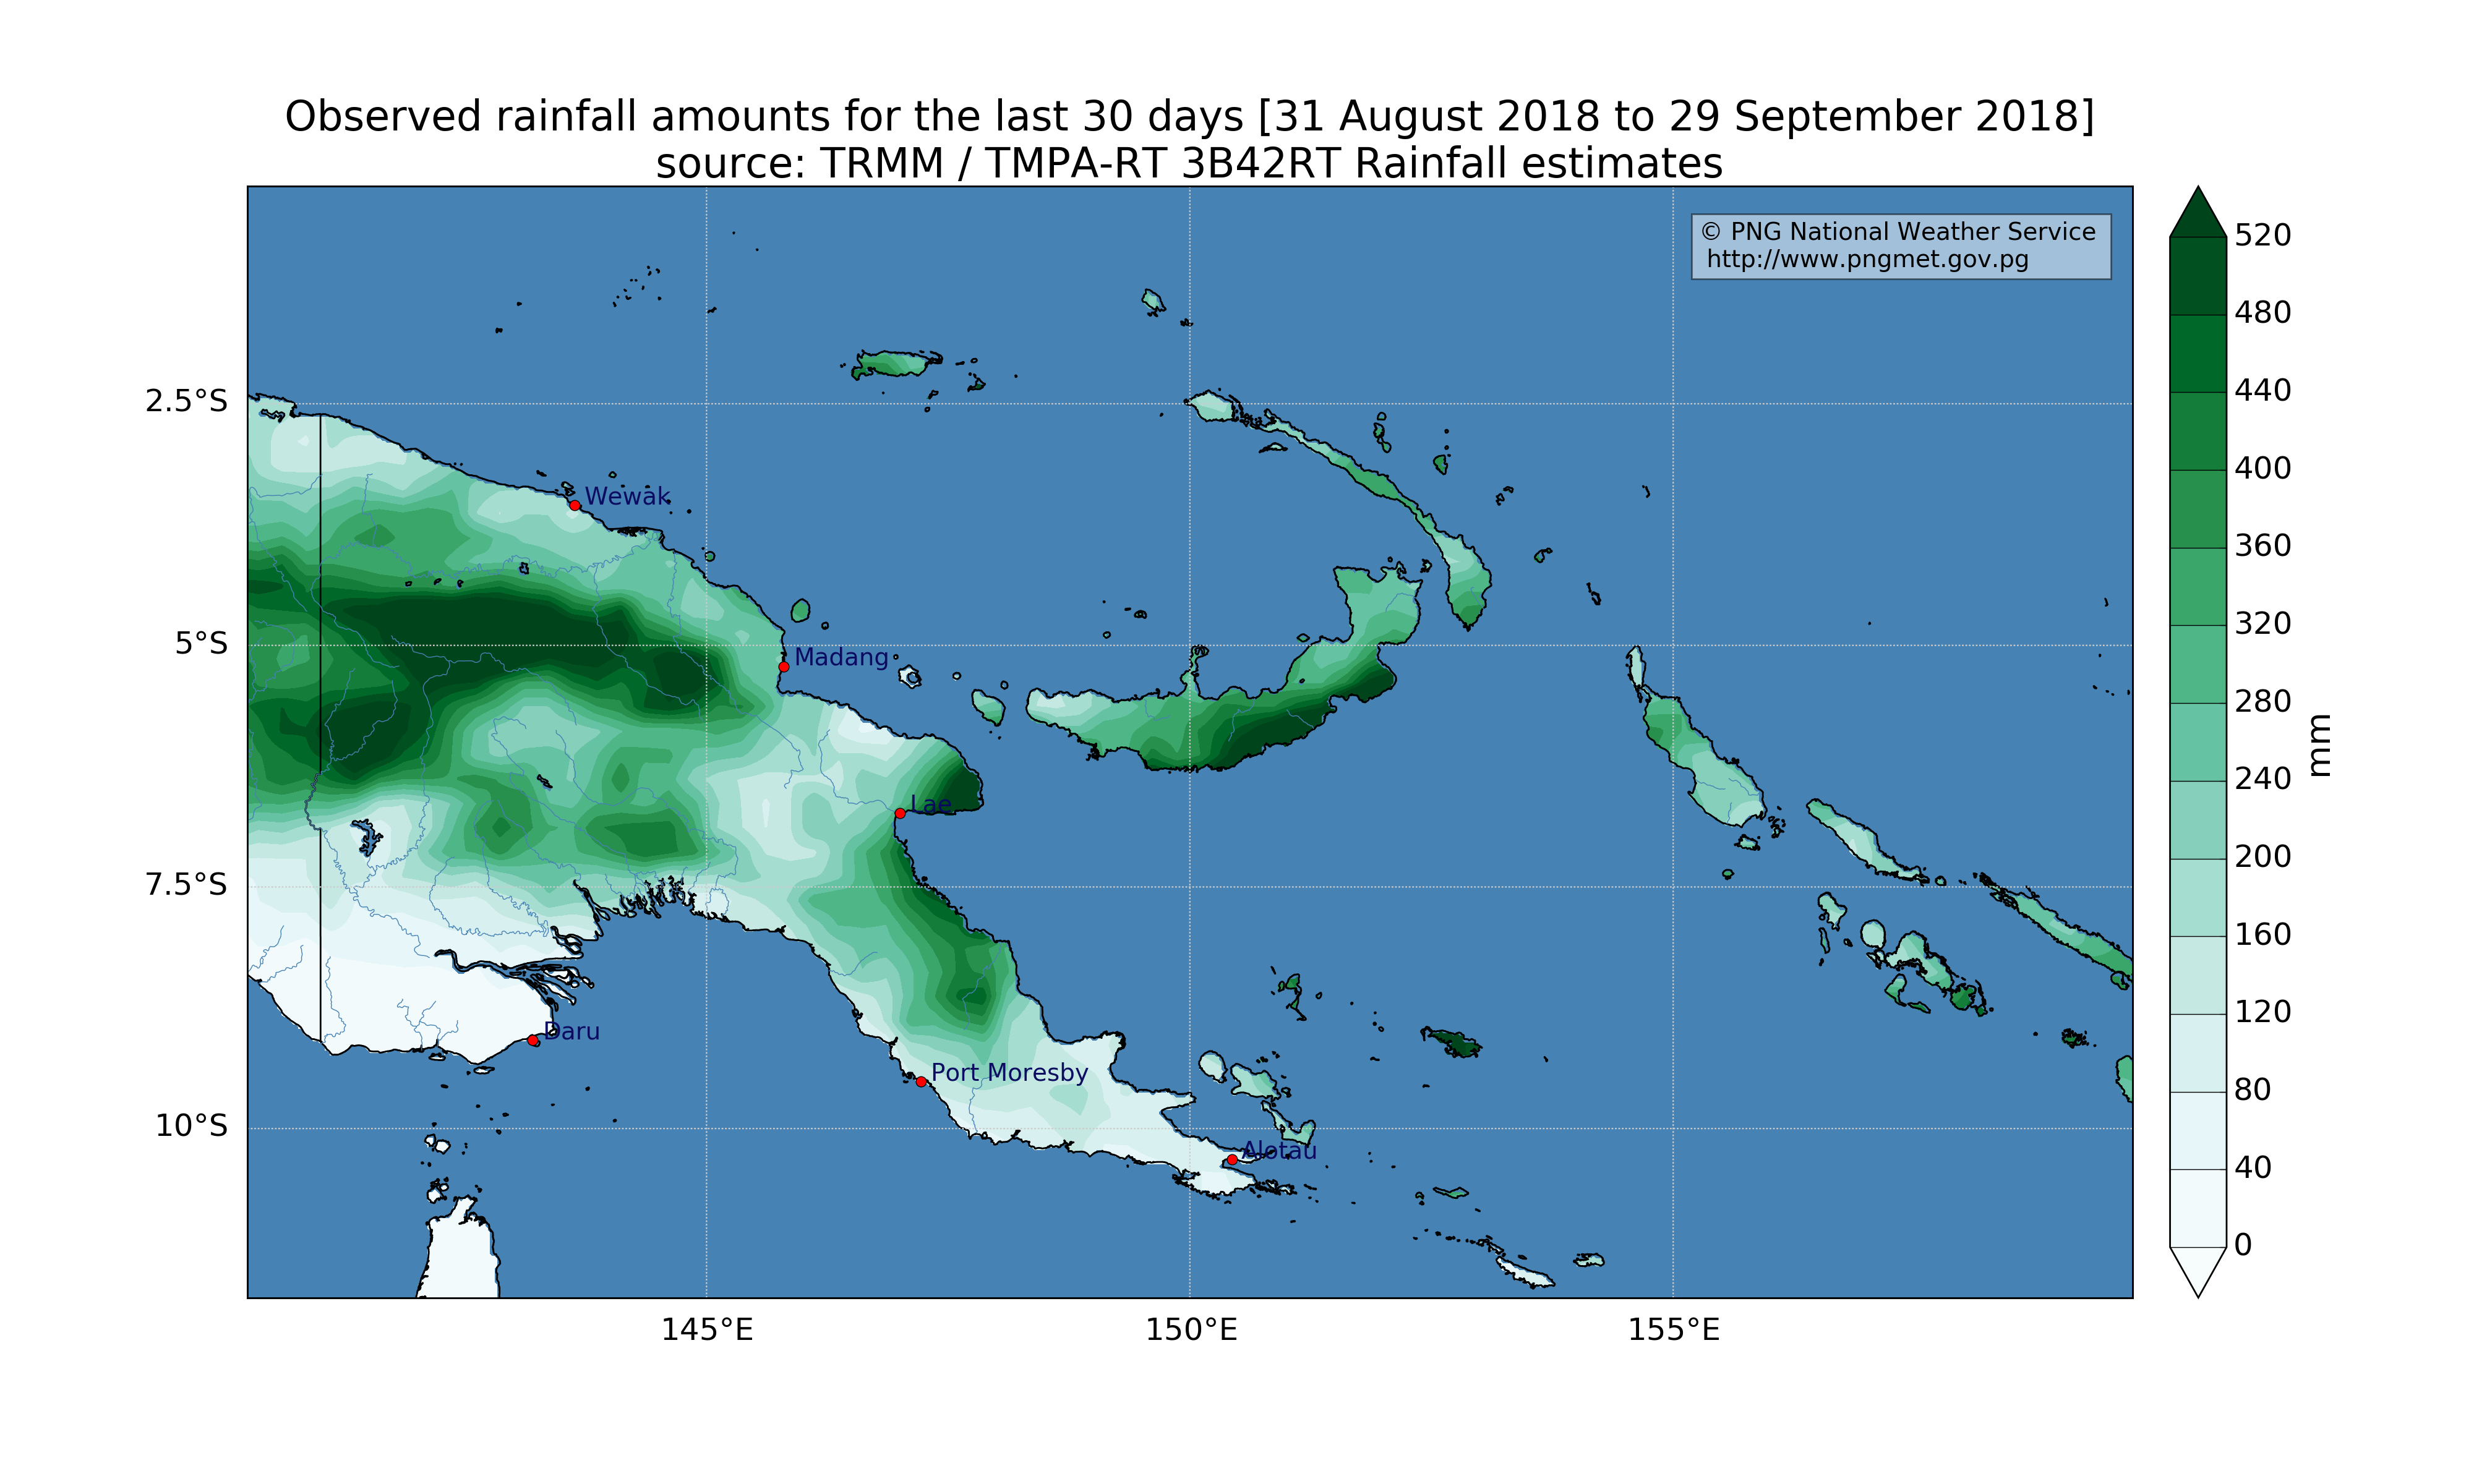 Observed rainfall amounts for the last 30 days [31 August 2018 to 29 September 2018]
source: TRMM / TMPA-RT 3B42RT Rainfall estimates
© PNG National Weather Service
http://www.pngmet.gov.pg
2.5°S
5°S
7.5°S
10°S
Wewak
Madang
Lae
Daru
Port Moresby
Alotau
145°E
150°E
155°E
520
480
440
400
360
320
280
240
200
160
120
80
40
0
mm